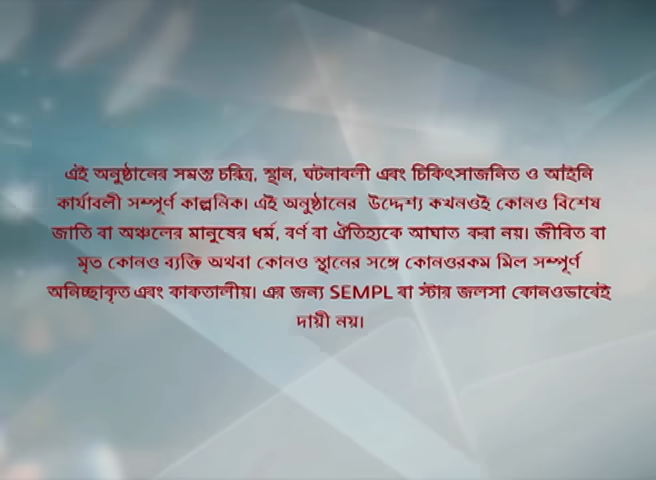 এই অনুষ্ঠানের সমস্ত চরিত্র, স্থান, ঘটনাবলী এবং চিকিৎসাজনিত ও আইনি
কার্যাবলী সম্পূর্ণ কাল্পনিক। এই অনুষ্ঠানের উদ্দেশ্য কখনওই কোনও বিশেষ
জাতি বা অঞ্চলের মানুষের ধর্ম, বর্ণ বা ঐতিহ্যকে আঘাত করা নয়। জীবিত বা
মৃত কোনও ব্যক্তি অথবা কোনও স্থানের সঙ্গে কোনওরকম মিল সম্পূর্ণ
অনিচ্ছাকৃত এবং কাকতালীয়। এর জন্য SEMPL বা স্টার জলসা কোনওভাবেই
দায়ী নয়।